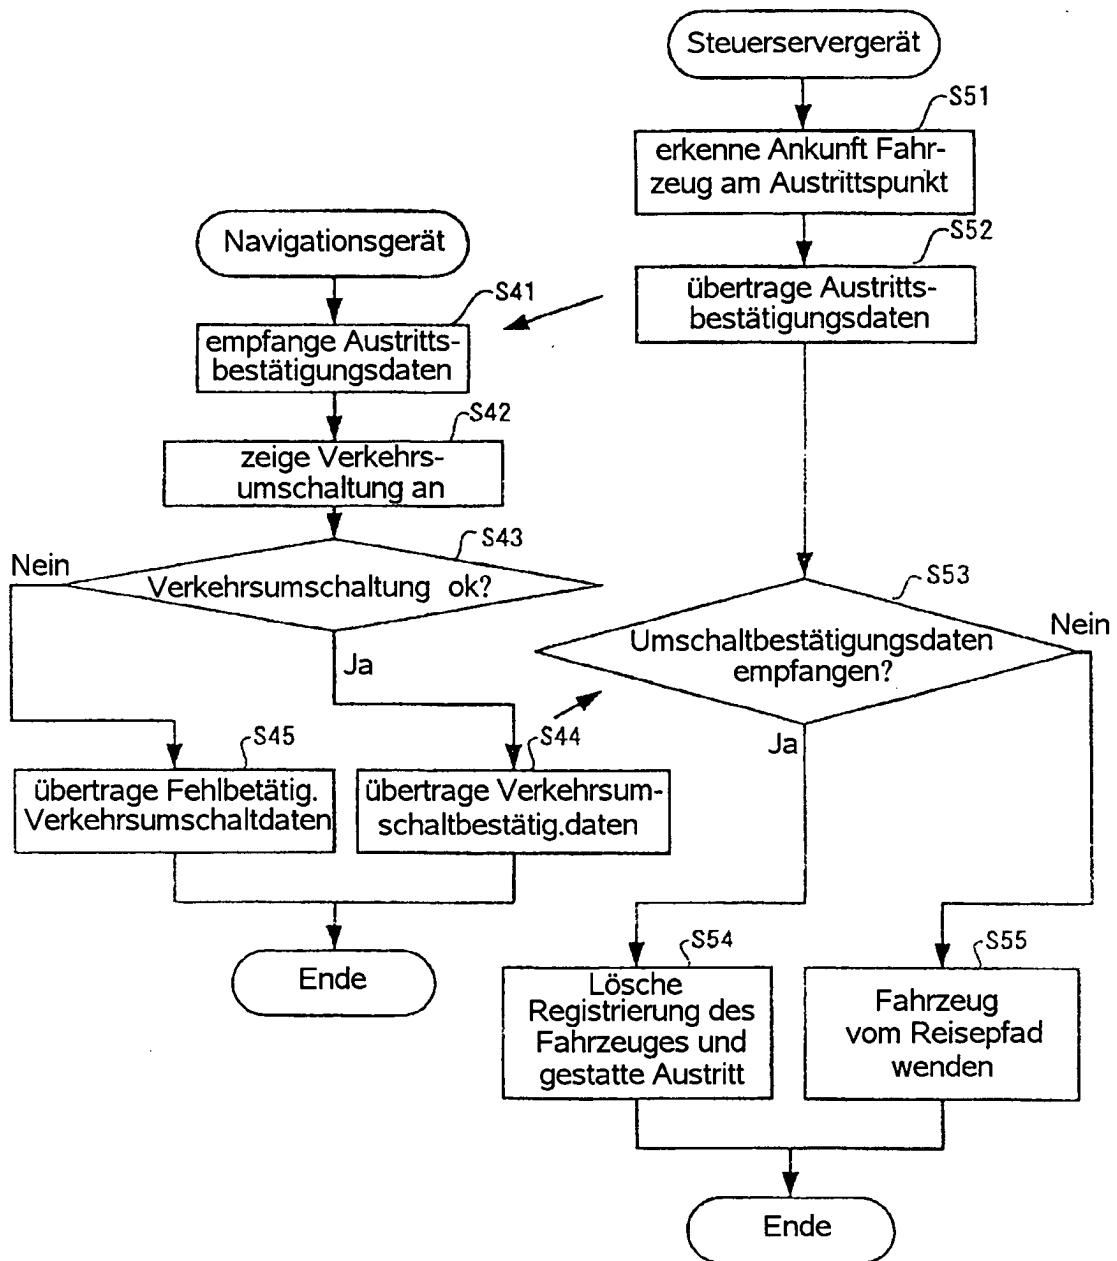 Steuerservergerät
S51
erkenne Ankunft Fahr-
zeug am Austrittspunkt
S52
übertrage Austritts-
bestätigungsdaten
Navigationsgerät
S41
empfange Austritts-
bestätigungsdaten
S42
zeige Verkehrs-
umschaltung an
S43
Nein
Verkehrsumschaltung ok?
Ja
S53
Nein
Umschaltbestätigungsdaten
empfangen?
Ja
S45
übertrage Fehlbetätig.
Verkehrsumschaltdaten
S44
übertrage Verkehrsum-
schaltbestätig.daten
Ende
S54
Lösche
Registrierung des
Fahrzeuges und
gestatte Austritt
S55
Fahrzeug
vom Reisepfad
wenden
Ende